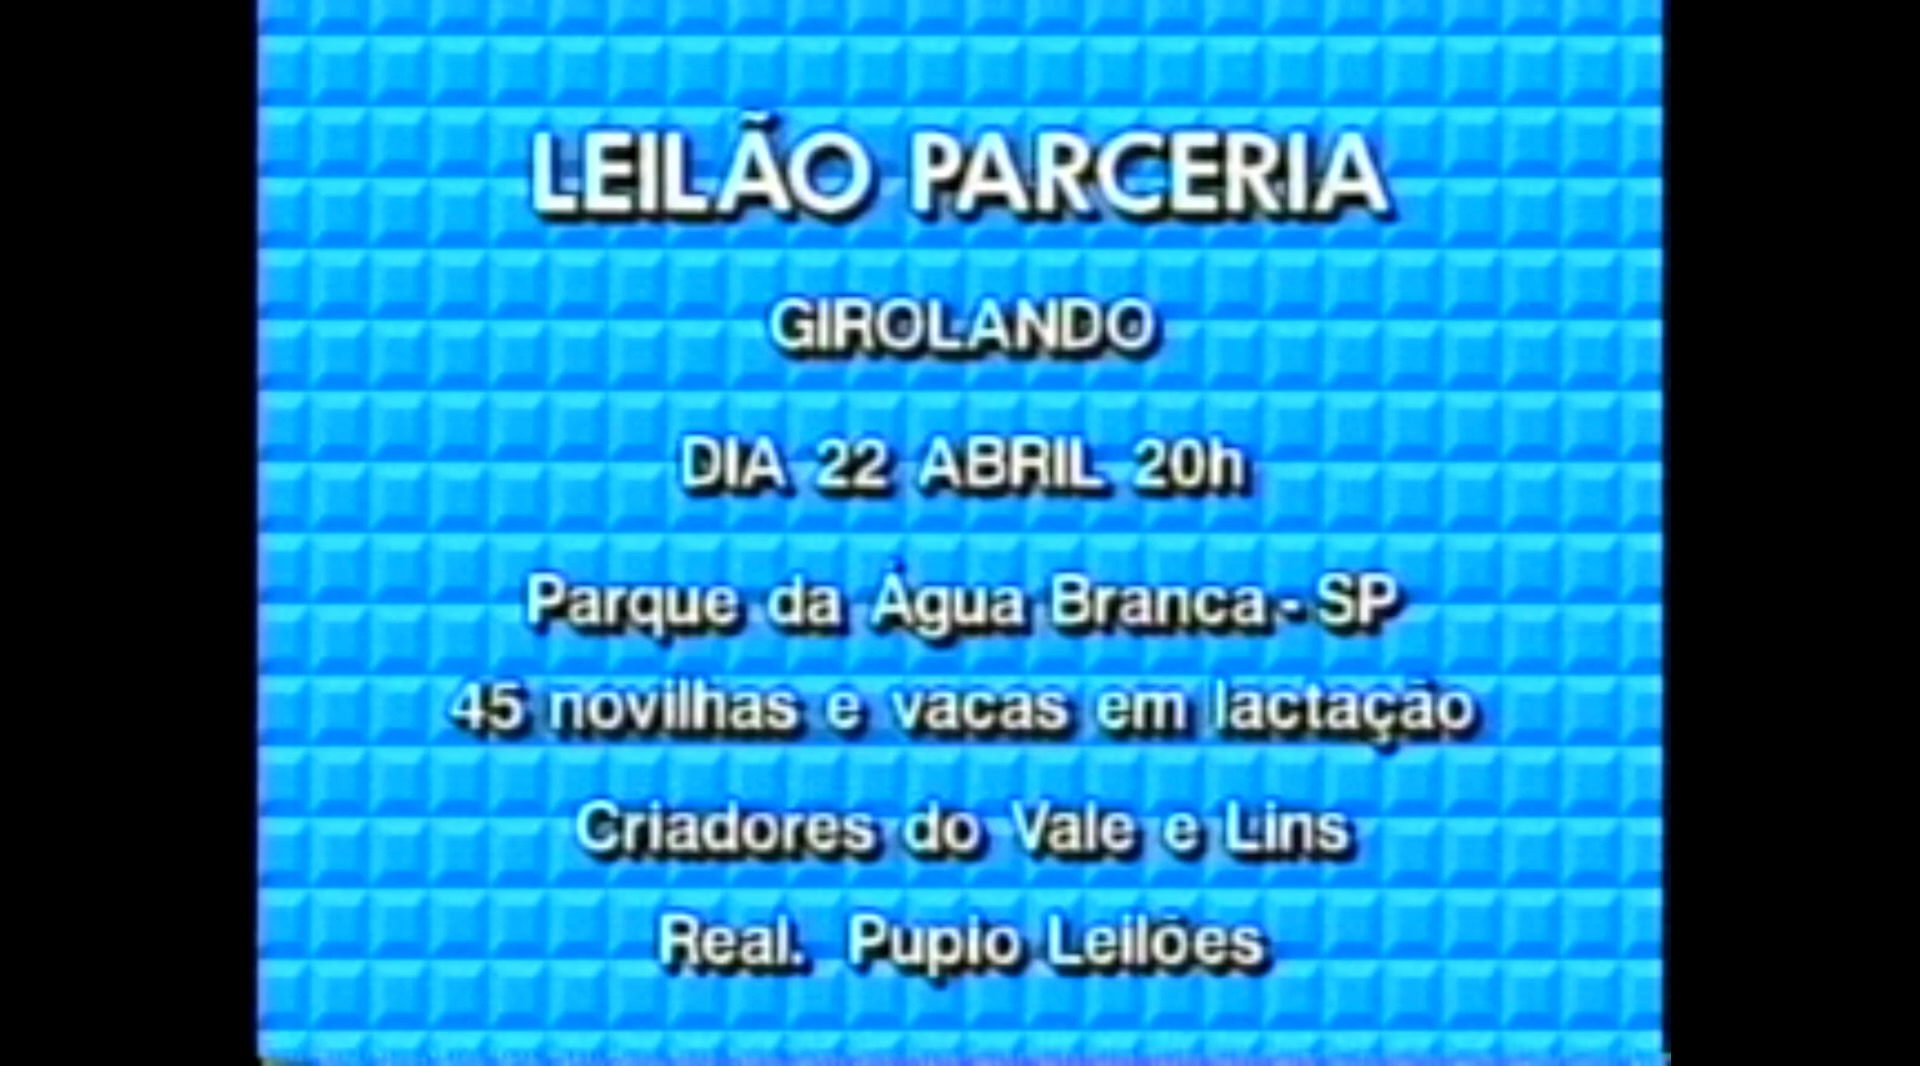 LEILÃO PARCERIA
GIROLANDO
DIA 22 ABRIL 20h
Parque da Água Branca - SP
45 novilhas e vacas em lactação
Criadores do Vale e Lins
Real. Pupio Leilões